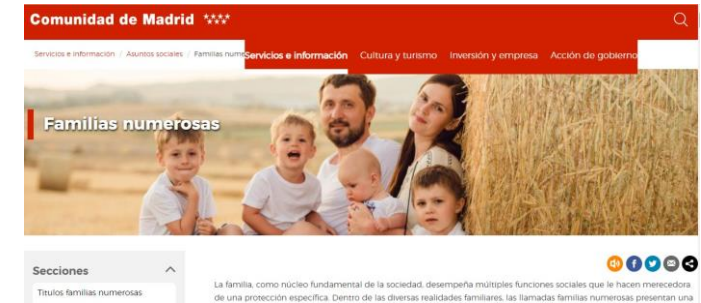 Comunidad de Madrid
Servicios e información / Asuntos sociales / Familias nume
Servicios e información Cultura y turismo Inversión y empresa Acción de gobierno
Familias numerosas
Secciones
Titulos familias numerosas
La familia, como núcleo fundamental de la sociedad, desempeña múltiples funciones sociales que le hacen merecedora
de una protección específica. Dentro de las diversas realidades familiares, las llamadas familias numerosas presentan una